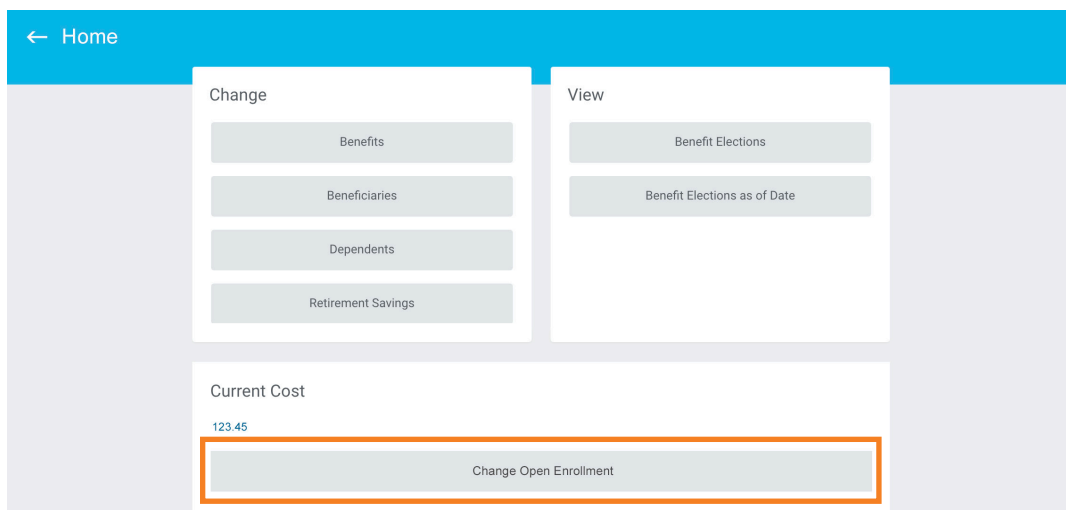 ← Home
Change
Benefits
Beneficiaries
Dependents
Retirement Savings
View
Benefit Elections
Benefit Elections as of Date
Current Cost
123.45
Change Open Enrollment